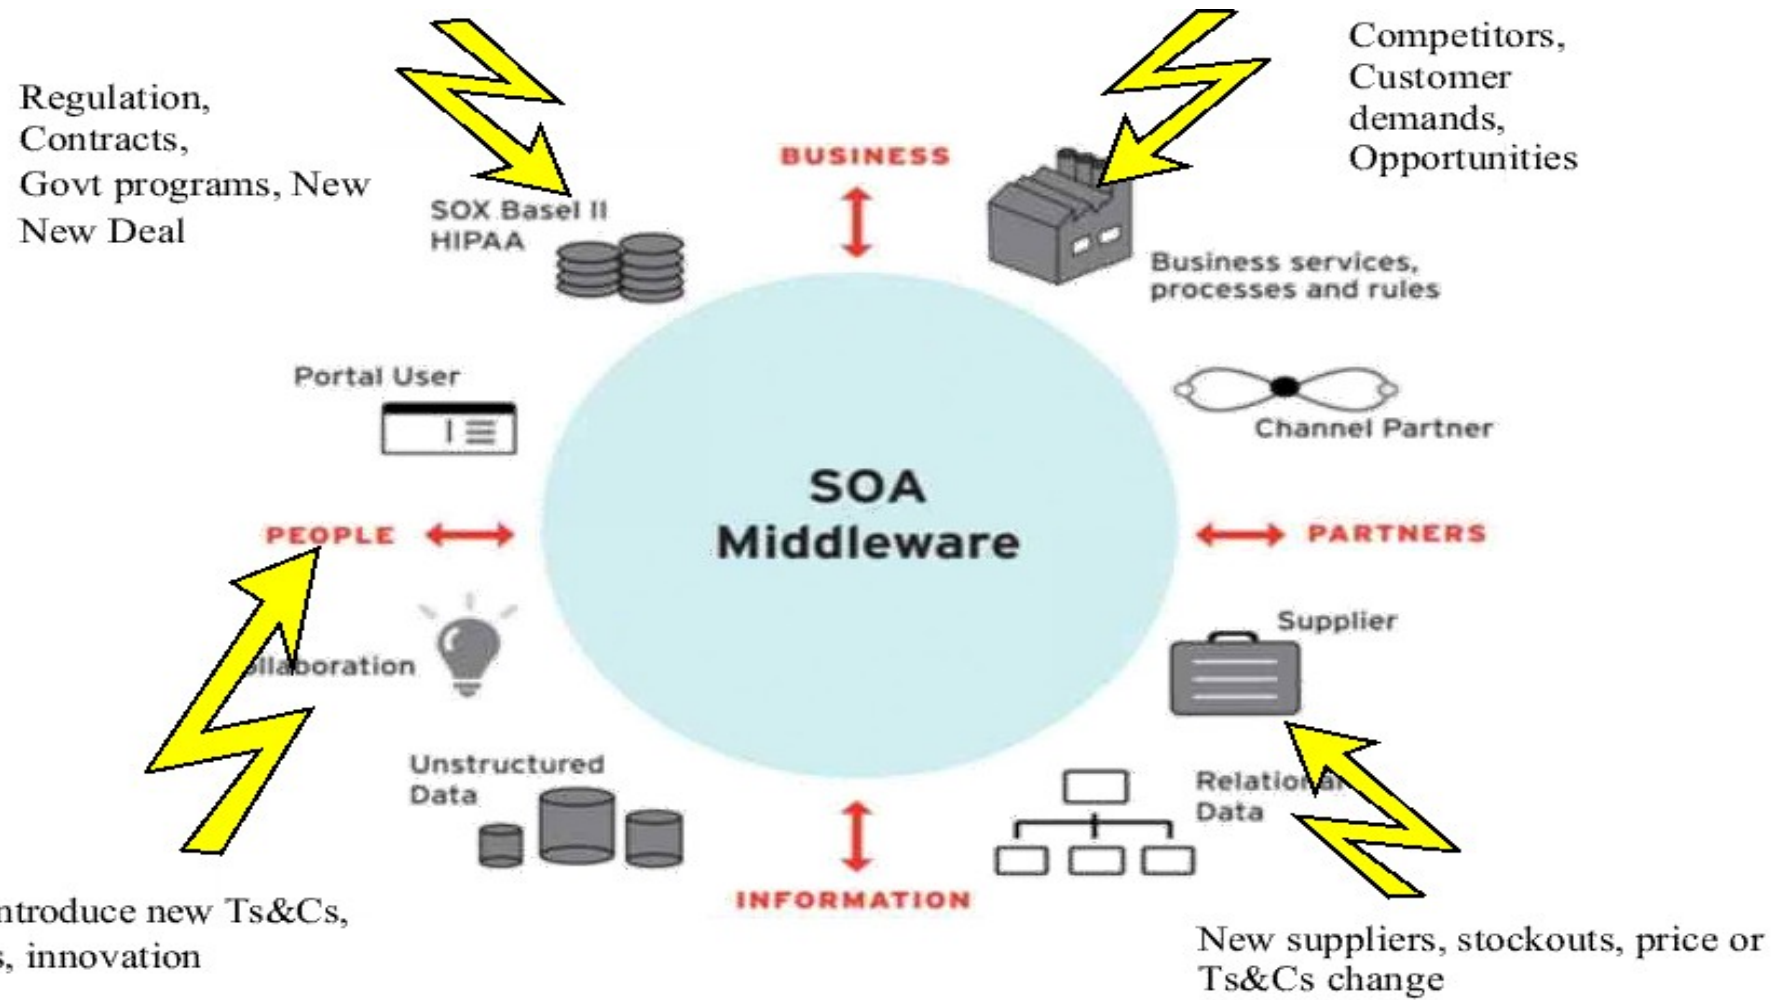 Regulation,
Contracts,
Govt programs, New
New Deal
Competitors,
Customer
demands,
Opportunities
BUSINESS
SOX Basel II
HIPAA
Business services,
processes and rules
Portal User
Channel Partner
SOA
Middleware
PEOPLE
PARTNERS
Supplier
Unstructured
Data
Relational
Data
INFORMATION
new Ts&Cs,
innovation
New suppliers, stockouts, price or
Ts&Cs change